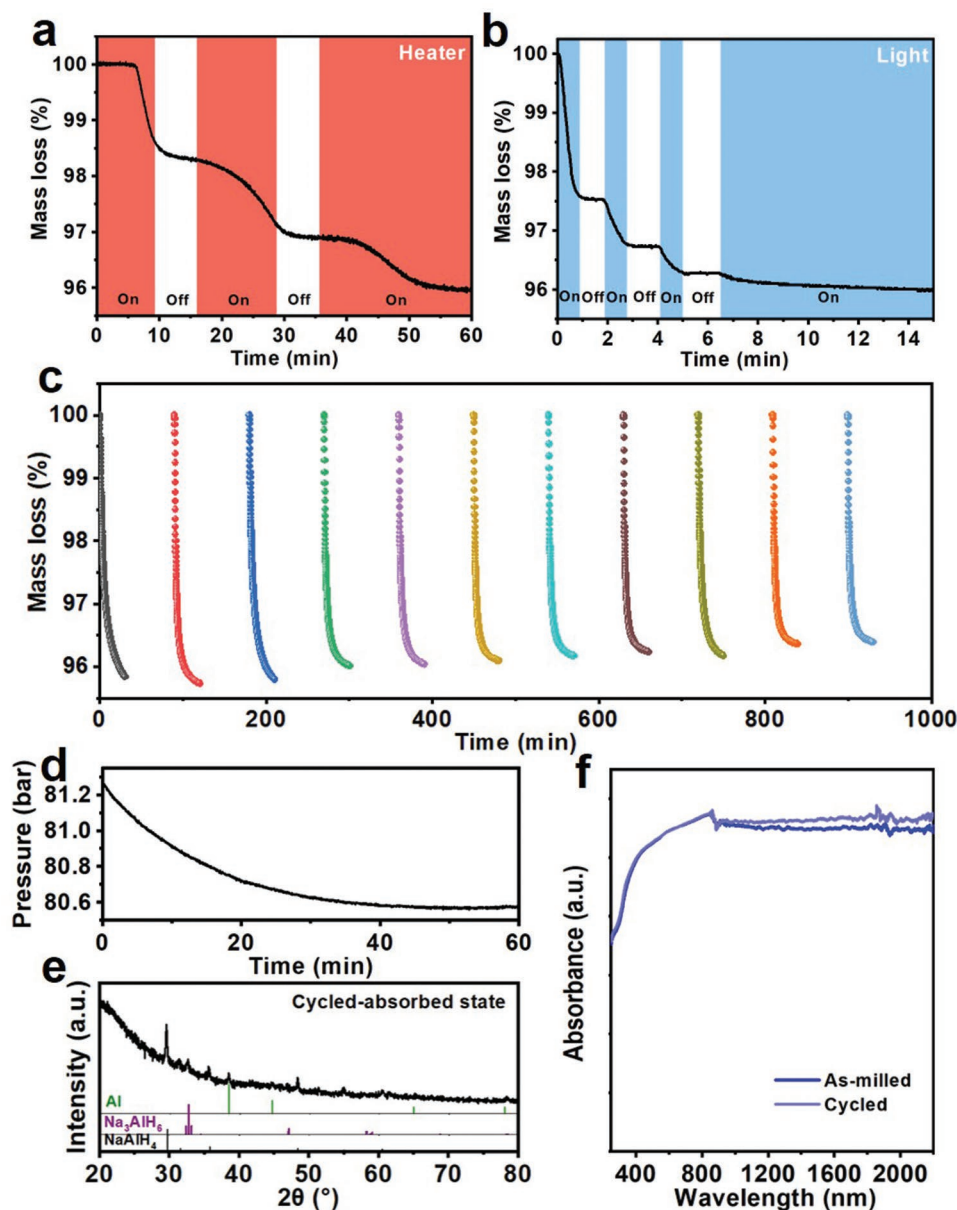 a
Heater
100
99
98
97
96
Mass loss (%)
On
Off
On
Off
On
0 10 20 30 40 50 60
Time (min)
b
Light
100
99
98
97
96
Mass loss (%)
On
Off
On
Off
On
Off
On
0 2 4 6 8 10 12 14
Time (min)
c
100
99
98
97
96
Mass loss (%)
0 200 400 600 800 1000
Time (min)
d
81.2
81.0
80.8
80.6
Pressure (bar)
0 20 40 60
Time (min)
e
Cycled-absorbed state
Intensity (a.u.)
Al
Na₃AlH₆
NaAlH₄
20 30 40 50 60 70 80
2θ (°)
f
Absorbance (a.u.)
As-milled
Cycled
400 800 1200 1600 2000
Wavelength (nm)